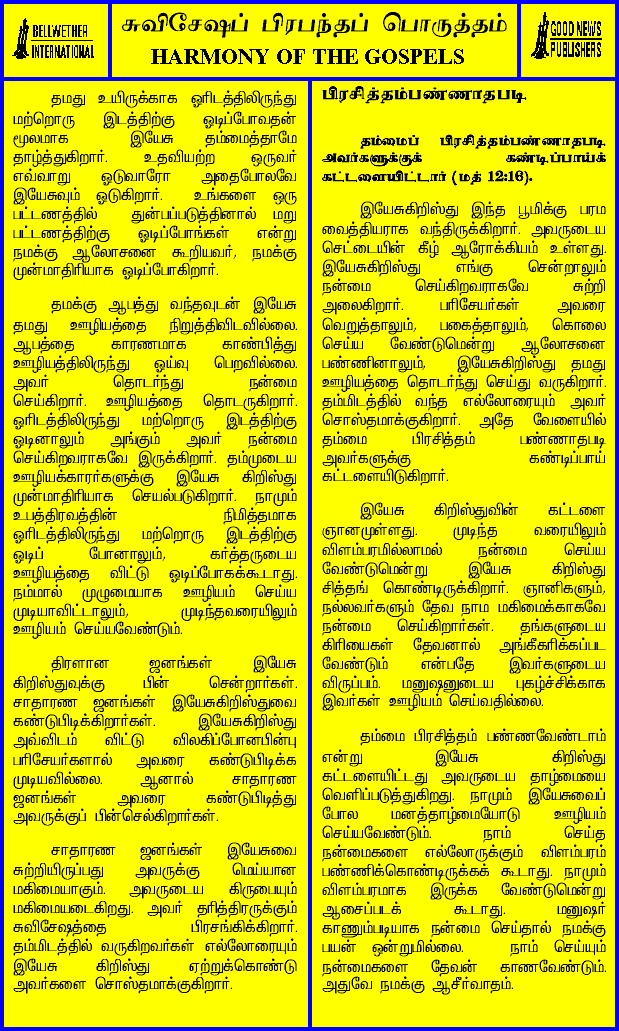 BELLWETHER
INTERNATIONAL
சுவிசேஷப் பிரபந்தப் பொருத்தம்
HARMONY OF THE GOSPELS
GOOD NEWS
PUBLISHERS
தமது உயிருக்காக ஓரிடத்திலிருந்து
மற்றொரு இடத்திற்கு ஓடிப்போவதன்
மூலமாக இயேசு தம்மைத்தாமே
தாழ்த்துகிறார். உதவியற்ற ஒருவர்
எவ்வாறு ஓடுவாரோ அதைபோலவே
இயேசுவும் ஓடுகிறார். உங்களை ஒரு
பட்டணத்தில் துன்பப்படுத்தினால் மறு
பட்டணத்திற்கு ஓடிப்போங்கள் என்று
நமக்கு ஆலோசனை கூறியவர், நமக்கு
முன்மாதிரியாக ஓடிப்போகிறார்.
தமக்கு ஆபத்து வந்தவுடன் இயேசு
தமது ஊழியத்தை நிறுத்திவிடவில்லை.
ஆபத்தை காரணமாக காண்பித்து
ஊழியத்திலிருந்து ஓய்வு பெறவில்லை.
அவர் தொடர்ந்து நன்மை
செய்கிறார். ஊழியத்தை தொடருகிறார்.
ஓரிடத்திலிருந்து மற்றொரு இடத்திற்கு
ஓடினாலும் அங்கும் அவர் நன்மை
செய்கிறவராகவே இருக்கிறார். தம்முடைய
ஊழியக்காரர்களுக்கு இயேசு கிறிஸ்து
முன்மாதிரியாக செயல்படுகிறார். நாமும்
உபத்திரவத்தின் நிமித்தமாக
ஓரிடத்திலிருந்து மற்றொரு இடத்திற்கு
ஓடிப் போனாலும், கர்த்தருடைய
ஊழியத்தை விட்டு ஓடிப்போகக்கூடாது.
நம்மால் முழுமையாக ஊழியம் செய்ய
முடியாவிட்டாலும், முடிந்தவரையிலும்
ஊழியம் செய்யவேண்டும்.
திரளான ஜனங்கள் இயேசு
கிறிஸ்துவுக்கு பின் சென்றார்கள்.
சாதாரண ஜனங்கள் இயேசுகிறிஸ்துவை
கண்டுபிடிக்கிறார்கள். இயேசுகிறிஸ்து
அவ்விடம் விட்டு விலகிப்போனபின்பு
பரிசேயர்களால் அவரை கண்டுபிடிக்க
முடியவில்லை. ஆனால் சாதாரண
ஜனங்கள் அவரை கண்டுபிடித்து
அவருக்குப் பின்செல்கிறார்கள்.
சாதாரண ஜனங்கள் இயேசுவை
சுற்றியிருப்பது அவருக்கு மெய்யான
மகிமையாகும். அவருடைய கிருபையும்
மகிமையடைகிறது. அவர் தரித்திரருக்கும்
சுவிசேஷத்தை பிரசங்கிக்கிறார்.
தம்மிடத்தில் வருகிறவர்கள் எல்லோரையும்
இயேசு கிறிஸ்து ஏற்றுக்கொண்டு
அவர்களை சொஸ்தமாக்குகிறார்.
பிரசித்தம்பண்ணாதபடி
தம்மைப் பிரசித்தம்பண்ணாதபடி
அவர்களுக்குக் கண்டிப்பாய்க்
கட்டளையிட்டார் (மத் 12:16).
இயேசுகிறிஸ்து இந்த பூமிக்கு பரம
வைத்தியராக வந்திருக்கிறார். அவருடைய
செட்டையின் கீழ் ஆரோக்கியம் உள்ளது.
இயேசுகிறிஸ்து எங்கு சென்றாலும்
நன்மை செய்கிறவராகவே சுற்றி
அலைகிறார். பரிசேயர்கள் அவரை
வெறுத்தாலும், பகைத்தாலும், கொலை
செய்ய வேண்டுமென்று ஆலோசனை
பண்ணினாலும், இயேசுகிறிஸ்து தமது
ஊழியத்தை தொடர்ந்து செய்து வருகிறார்.
தம்மிடத்தில் வந்த எல்லோரையும் அவர்
சொஸ்தமாக்குகிறார். அதே வேளையில்
தம்மை பிரசித்தம் பண்ணாதபடி
அவர்களுக்கு கண்டிப்பாய்
கட்டளையிடுகிறார்.
இயேசு கிறிஸ்துவின் கட்டளை
ஞானமுள்ளது. முடிந்த வரையிலும்
விளம்பரமில்லாமல் நன்மை செய்ய
வேண்டுமென்று இயேசு கிறிஸ்து
சித்தங் கொண்டிருக்கிறார். ஞானிகளும்,
நல்லவர்களும் தேவ நாம மகிமைக்காகவே
நன்மை செய்கிறார்கள். தங்களுடைய
கிரியைகள் தேவனால் அங்கீகரிக்கப்பட
வேண்டும் என்பதே இவர்களுடைய
விருப்பம். மனுஷனுடைய புகழ்ச்சிக்காக
இவர்கள் ஊழியம் செய்வதில்லை.
தம்மை பிரசித்தம் பண்ணவேண்டாம்
என்று இயேசு கிறிஸ்து
கட்டளையிட்டது அவருடைய தாழ்மையை
வெளிப்படுத்துகிறது. நாமும் இயேசுவைப்
போல மனத்தாழ்மையோடு ஊழியம்
செய்யவேண்டும். நாம் செய்த
நன்மைகளை எல்லோருக்கும் விளம்பரம்
பண்ணிக்கொண்டிருக்கக் கூடாது. நாமும்
விளம்பரமாக இருக்க வேண்டுமென்று
ஆசைப்படக் கூடாது. மனுஷர்
காணும்படியாக நன்மை செய்தால் நமக்கு
பயன் ஒன்றுமில்லை. நாம் செய்யும்
நன்மைகளை தேவன் காணவேண்டும்.
அதுவே நமக்கு ஆசீர்வாதம்.